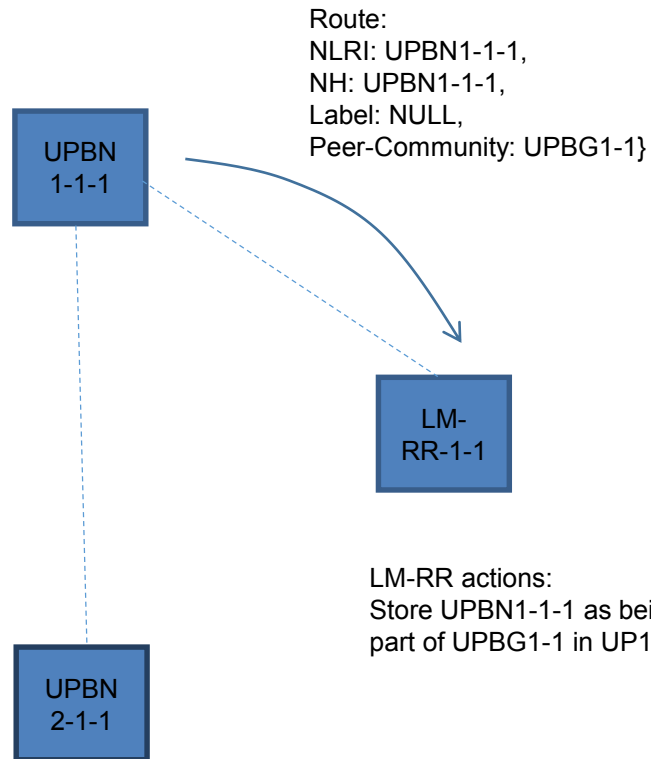 Route:
NLRI: UPBN1-1-1,
NH: UPBN1-1-1,
Label: NULL,
Peer-Community: UPBG1-1}
UPBN
1-1-1
LM-
RR-1-1
LM-RR actions:
Store UPBN1-1-1 as bei
part of UPBG1-1 in UP1
UPBN
2-1-1